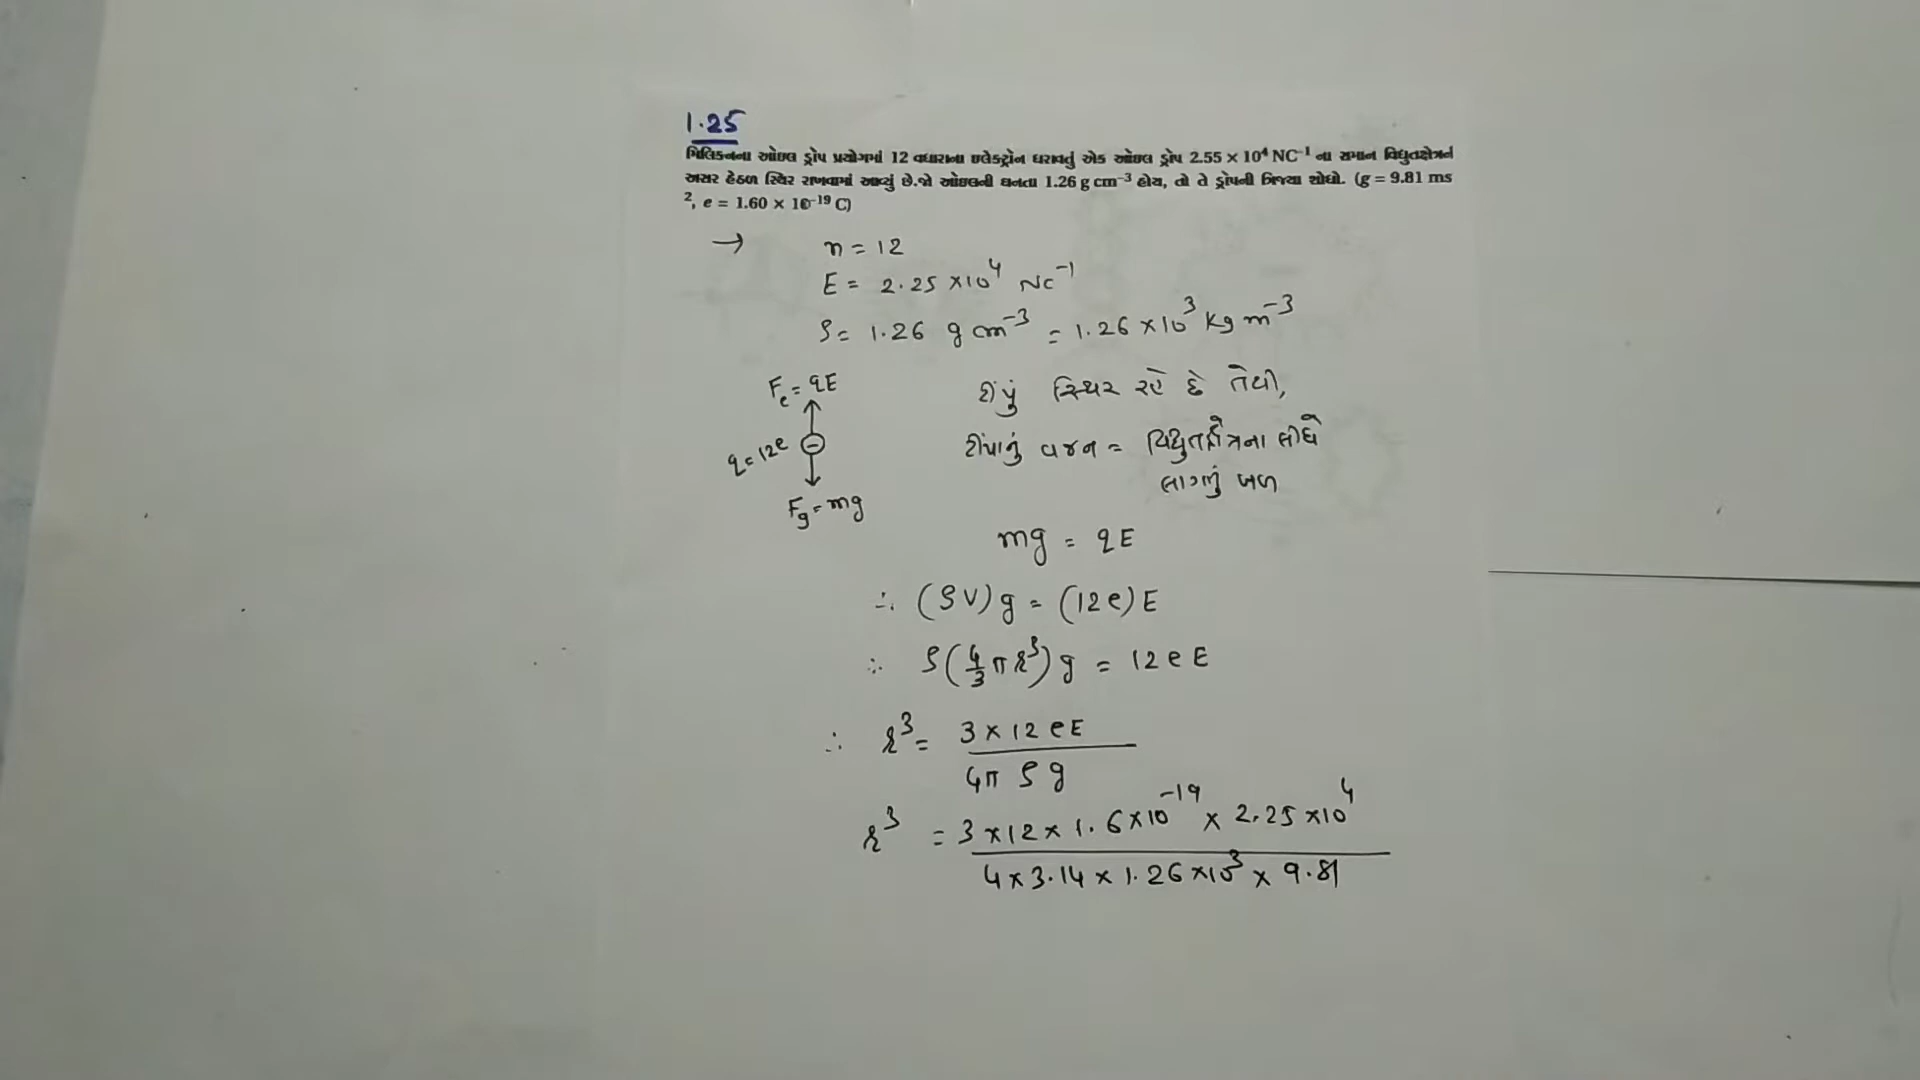 1.25
મિલિકનના ઓઇલ ડ્રોપ પ્રયોગમાં 12 વધારાના ઇલેક્ટ્રોન ધરાવતું એક ઓઇલ ડ્રોપ 2.55 × 10⁴ NC⁻¹ ના સમાન વિદ્યુતક્ષેત્રની
અસર હેઠળ સ્થિર રાખવામાં આવ્યું છે.જો ઓઇલની ઘનતા 1.26 g cm⁻³ હોય, તો તે ડ્રોપની ત્રિજ્યા શોધો. (g = 9.81 ms
², e = 1.60 × 10⁻¹⁹ C)
→ n = 12
E = 2.25 ×10⁴ NC⁻¹
ρ = 1.26 g cm⁻³ = 1.26 ×10³ Kg m⁻³
Fe = qE
q = 12e
Fg = mg
ટીપું સ્થિર રહે છે તેથી,
ટીંપાનું વજન = વિદ્યુતક્ષેત્રના લીધે
લાગતું બળ
mg = qE
∴ (ρV)g = (12e)E
∴ ρ(4/3 πr³)g = 12eE
∴ r³ = 3×12eE / 4πρg
r³ = 3×12×1.6×10⁻¹⁹ × 2.25×10⁴ / 4×3.14×1.26×10³ × 9.81